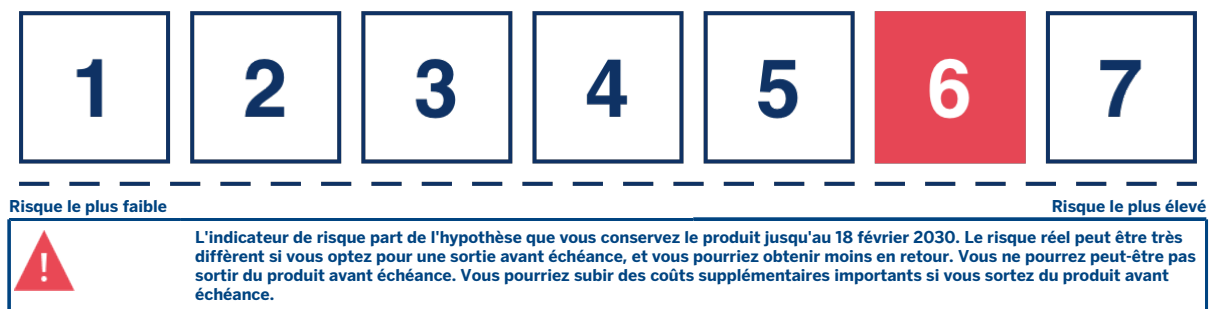 1 2 3 4 5 6 7
Risque le plus faible Risque le plus élevé
L'indicateur de risque part de l'hypothèse que vous conservez le produit jusqu'au 18 février 2030. Le risque réel peut être très
diffèrent si vous optez pour une sortie avant échéance, et vous pourriez obtenir moins en retour. Vous ne pourrez peut-être pas
sortir du produit avant échéance. Vous pourriez subir des coûts supplémentaires importants si vous sortez du produit avant
échéance.
!